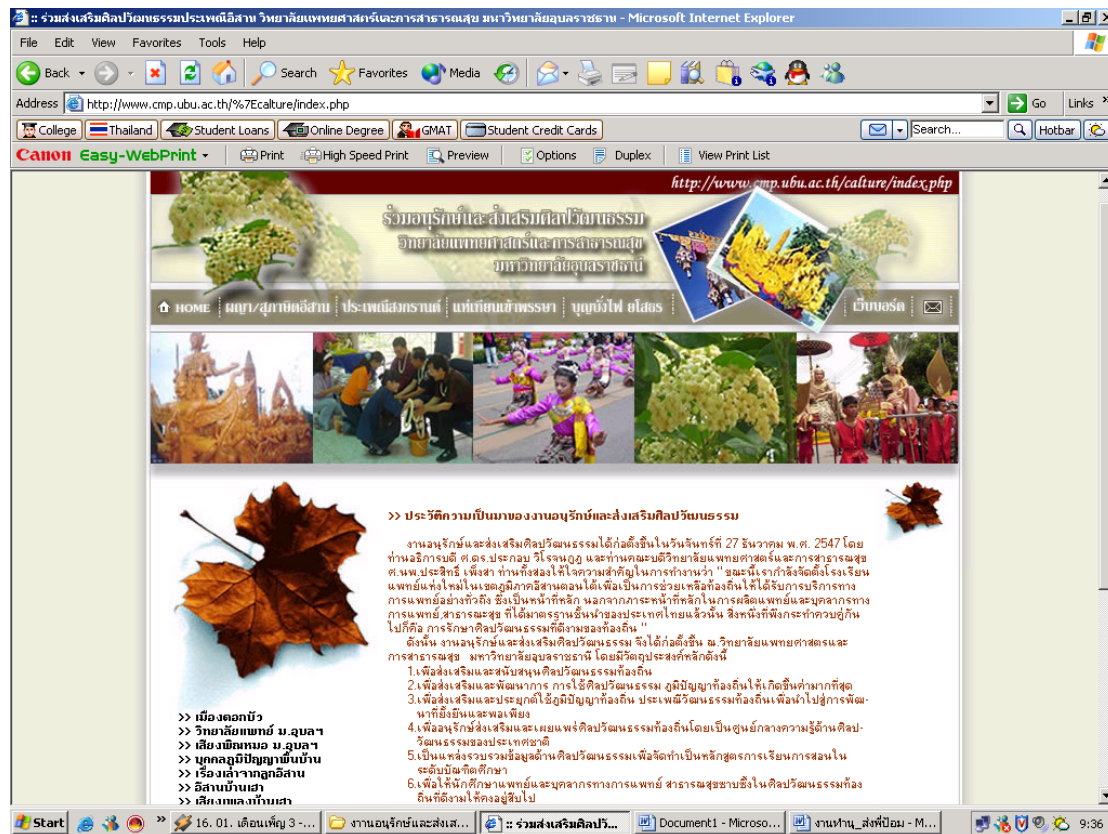 :: ร่วมส่งเสริมศิลปวัฒนธรรมประเพณีอีสาน วิทยาลัยแพทยศาสตร์และการสาธารณสุข มหาวิทยาลัยอุบลราชธาน - Microsoft Internet Explorer
File Edit View Favorites Tools Help
Back Search Favorites Media
Address http://www.cmp.ubu.ac.th/%7Ecalture/index.php Go Links »
College Thailand Student Loans Online Degree GMAT Student Credit Cards Search... Hotbar
Canon Easy-WebPrint Print High Speed Print Preview Options Duplex View Print List
http://www.cmp.ubu.ac.th/calture/index.php
ร่วมอนุรักษ์และส่งเสริมศิลปวัฒนธรรม
วิทยาลัยแพทยศาสตร์และการสาธารณสุข
มหาวิทยาลัยอุบลราชธานี
HOME ผญา/สุภาษิตอีสาน ประเพณีสงกรานต์ แห่เทียนเข้าพรรษา บุญบั้งไฟ ยโสธร เว็บบอร์ด
>> ประวัติความเป็นมาของงานอนุรักษ์และส่งเสริมศิลปวัฒนธรรม
งานอนุรักษ์และส่งเสริมศิลปวัฒนธรรมได้ก่อตั้งขึ้นในวันจันทร์ที่ 27 ธันวาคม พ.ศ. 2547 โดย
ท่านอธิการบดี ศ.ดร.ประกอบ วิโรจนกูฎ และท่านคณะบดีวิทยาลัยแพทยศาสตร์และการสาธารณสุข
ศ.นพ.ประสิทธิ์ เพ็งสา ท่านทั้งสองให้ใจความสำคัญในการทำงานว่า " ขณะนี้เรากำลังจัดตั้งโรงเรียน
แพทย์แห่งใหม่ในเขตภูมิภาคอีสานตอนใต้เพื่อเป็นการช่วยเหลือท้องถิ่นให้ได้รับการบริการทาง
การแพทย์อย่างทั่วถึง ซึ่งเป็นหน้าที่หลัก นอกจากภาระหน้าที่หลักในการผลิตแพทย์และบุคลากรทาง
การแพทย์,สาธารณะสุข ที่ได้มาตรฐานชั้นนำของประเทศไทยแล้วนั้น สิ่งหนึ่งที่พึงกระทำควบคู่กัน
ไปก็คือ การรักษาศิลปวัฒนธรรมที่ดีงามของท้องถิ่น "
ดังนั้น งานอนุรักษ์และส่งเสริมศิลปวัฒนธรรม จึงได้ก่อตั้งขึ้น ณ.วิทยาลัยแพทยศาสตรและ
การสาธารณสุข มหาวิทยาลัยอุบลราชธานี โดยมีวัตถุประสงค์หลักดังนี้
1.เพื่อส่งเสริมและสนับสนุนศิลปวัฒนธรรมท้องถิ่น
2.เพื่อส่งเสริมและพัฒนาการ การใช้ศิลปวัฒนธรรม ภูมิปัญญาท้องถิ่นให้เกิดขึ้นค่ามากที่สุด
3.เพื่อส่งเสริมและประยุกต์ใช้ภูมิปัญญาท้องถิ่น ประเพณีวัฒนธรรมท้องถิ่นเพื่อนำไปสู่การพัฒ-
นาที่ยั่งยืนและพอเพียง
4.เพื่ออนุรักษ์ส่งเสริมและเผยแพร่ศิลปวัฒนธรรมท้องถิ่นโดยเป็นศูนย์กลางความรู้ด้านศิลป-
วัฒนธรรมของประเทศชาติ
5.เป็นแหล่งรวบรวมข้อมูลด้านศิลปวัฒนธรรมเพื่อจัดทำเป็นหลักสูตรการเรียนการสอนใน
ระดับบัณฑิตศึกษา
6.เพื่อให้นักศึกษาแพทย์และบุคลากรทางการแพทย์ สาธารณสุขซาบซึ้งในศิลปวัฒนธรรมท้อง
ถิ่นที่ดีงามให้คงอยู่สืบไป
>> เมืองดอกบัว
>> วิทยาลัยแพทย์ ม.อุบลฯ
>> เสียงพิณหมอ ม.อุบลฯ
>> บุคคลภูมิปัญญาพื้นบ้าน
>> เรื่องเล่าจากลูกอีสาน
>> อีสานบ้านเฮา
>> เสียงเพลงบ้านเฮา
Start » 16. 01. เดือนเพ็ญ 3 -... งานอนุรักษ์และส่งเส... :: ร่วมส่งเสริมศิลปวั... Document1 - Microso... งานท่าน_ส่งพี่ป้อม - M... 9:36